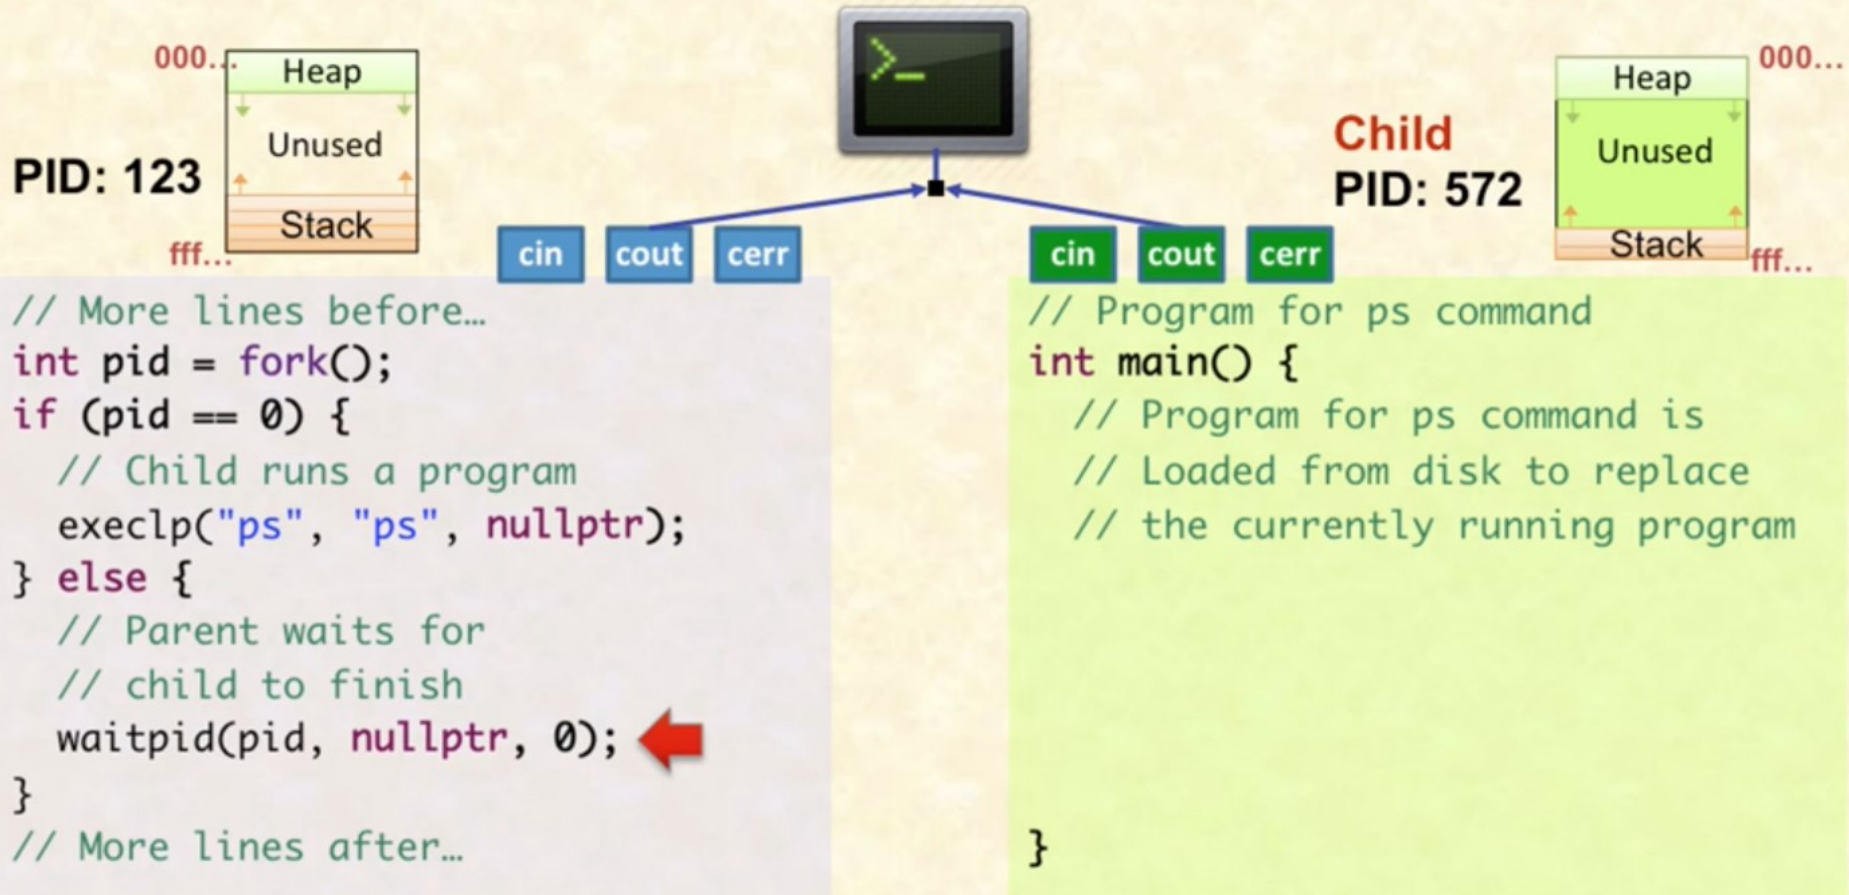 000...
Heap
Unused
Stack
fff...
PID: 123
>_
Child
PID: 572
000...
Heap
Unused
Stack
fff...
cin
cout
cerr
cin
cout
cerr
// More lines before…
int pid = fork();
if (pid == 0) {
// Child runs a program
execlp("ps", "ps", nullptr);
} else {
// Parent waits for
// child to finish
waitpid(pid, nullptr, 0);
}
// More lines after…
// Program for ps command
int main() {
// Program for ps command is
// Loaded from disk to replace
// the currently running program
}